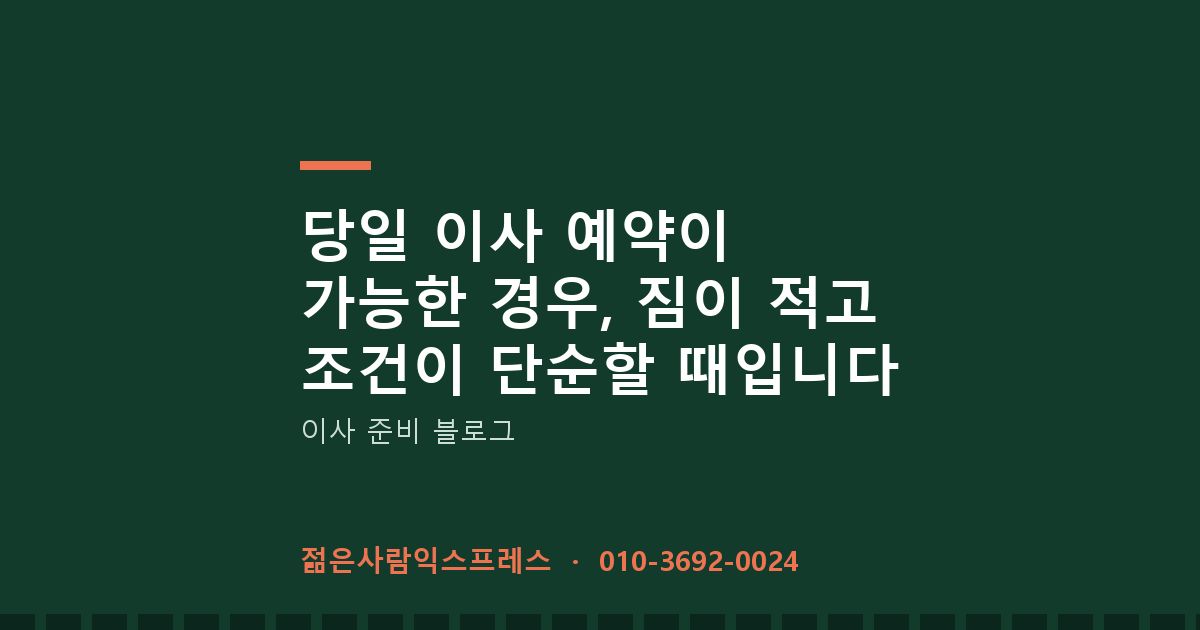 당일 이사 예약이
가능한 경우, 짐이 적고
조건이 단순할 때입니다
이사 준비 블로그
젊은사람익스프레스 · 010-3692-0024